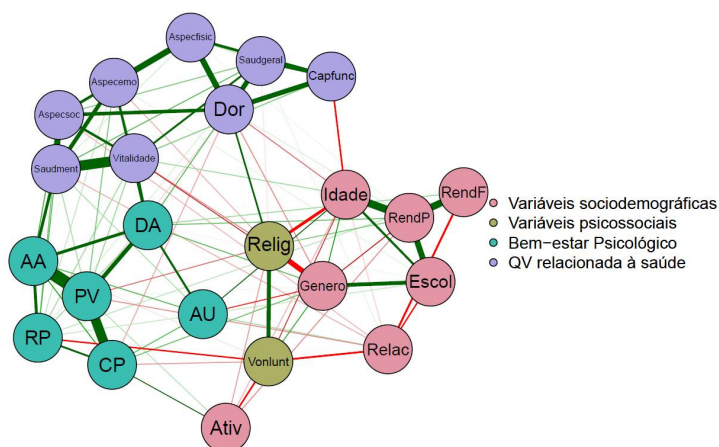 Aspecfisic
Saudgeral
Aspecemo
Capfunc
Aspecsoc
Dor
Saudment
Vitalidade
Idade
RendF
RendP
DA
Relig
AA
Genero
Escol
PV
AU
RP
CP
Vonlunt
Relac
Ativ
Variáveis sociodemográficas
Variáveis psicossociais
Bem-estar Psicológico
QV relacionada à saúde